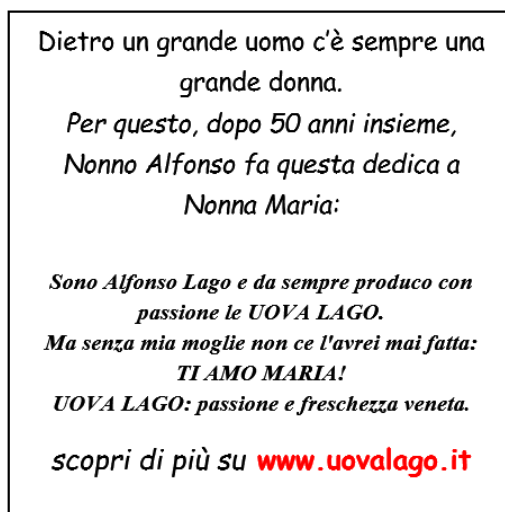 Dietro un grande uomo c'è sempre una
grande donna.
Per questo, dopo 50 anni insieme,
Nonno Alfonso fa questa dedica a
Nonna Maria:
Sono Alfonso Lago e da sempre produco con
passione le UOVA LAGO.
Ma senza mia moglie non ce l'avrei mai fatta:
TI AMO MARIA!
UOVA LAGO: passione e freschezza veneta.
scopri di più su www.uovalago.it